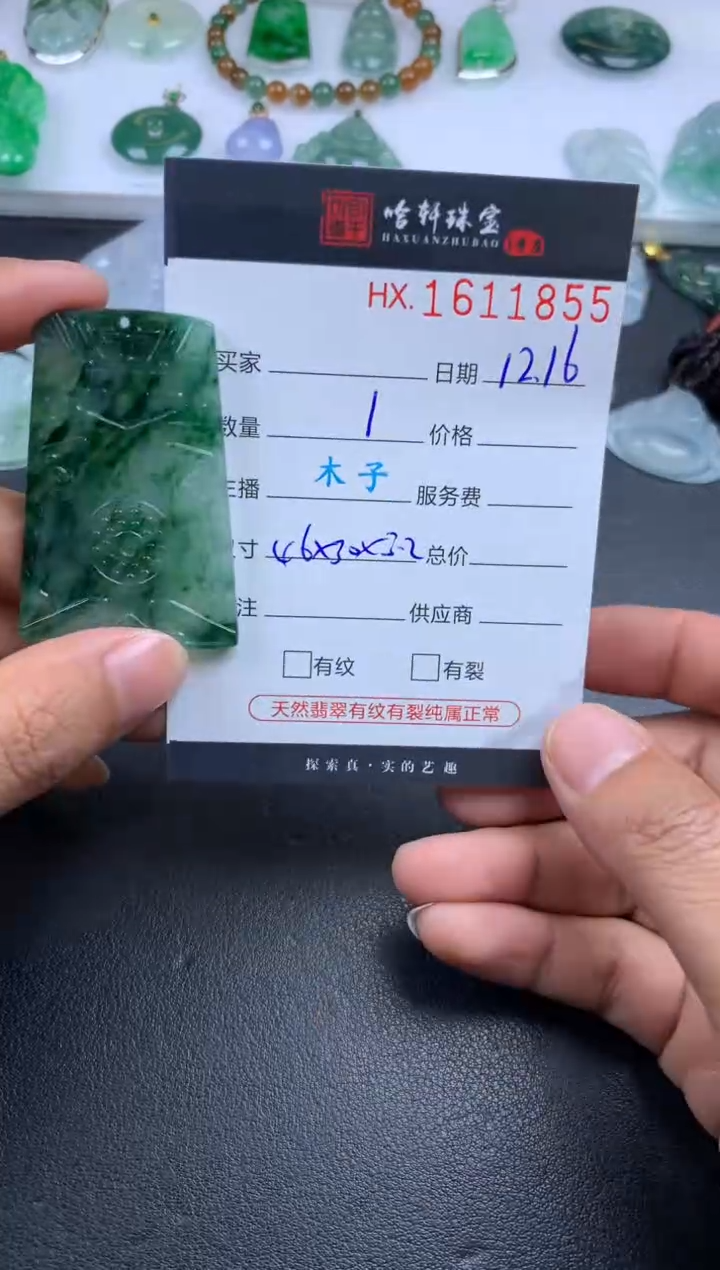 哈轩珠宝
HAXUANZHUBAO
HX.1611855
买家 日期 12.16
数量 1 价格
主播 木子 服务费
寸 46x30x3.2 总价
注 供应商
有纹 有裂
天然翡翠有纹有裂纯属正常
探索真·实的艺趣